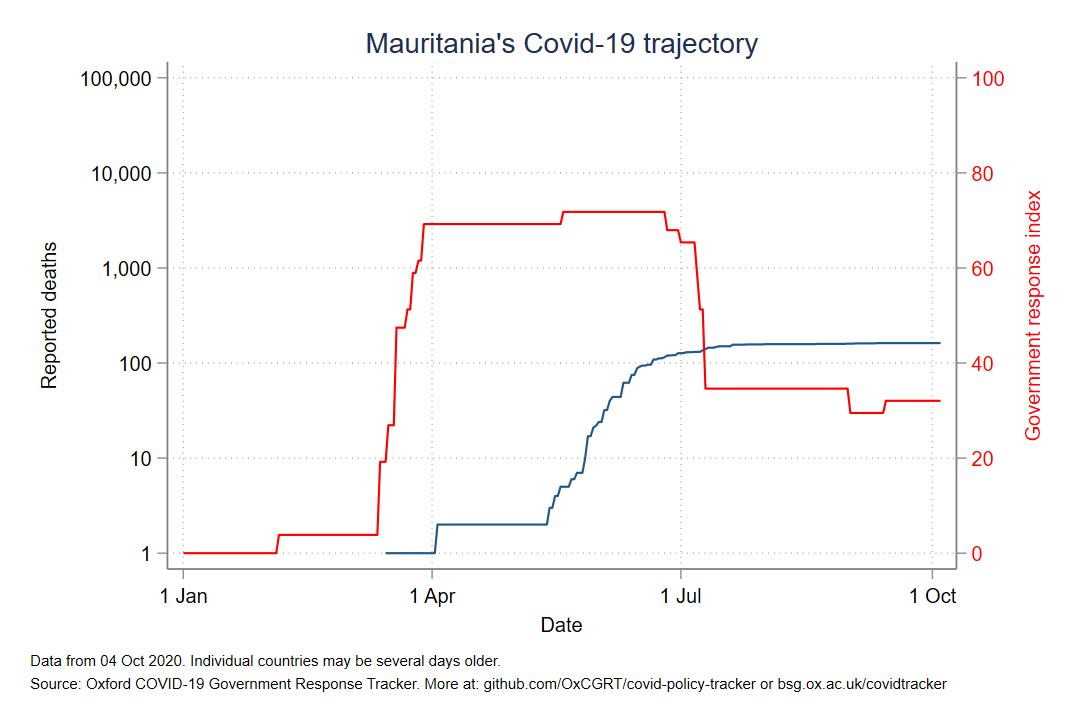 Mauritania's Covid-19 trajectory
100,000
10,000
1,000
100
10
1
Reported deaths
100
80
60
40
20
0
Government response index
1 Jan 1 Apr 1 Jul 1 Oct
Date
Data from 04 Oct 2020. Individual countries may be several days older.
Source: Oxford COVID-19 Government Response Tracker. More at: github.com/OxCGRT/covid-policy-tracker or bsg.ox.ac.uk/covidtracker